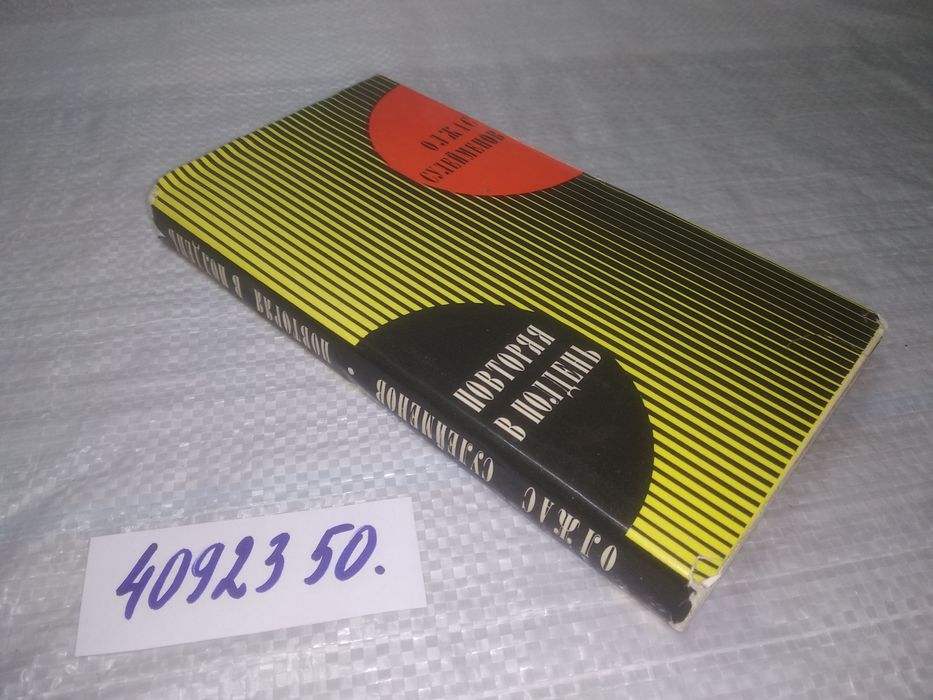 ОЛЖАС
СУЛЕЙМЕНОВ
ПОВТОРЯЯ
В ПОЛДЕНЬ
ОЛЖАС СУЛЕЙМЕНОВ • ПОВТОРЯЯ В ПОЛДЕНЬ
40923 50.